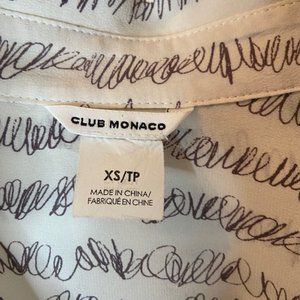 CLUB MONACO
XS/TP
MADE IN CHINA/
FABRIQUÉ EN CHINE